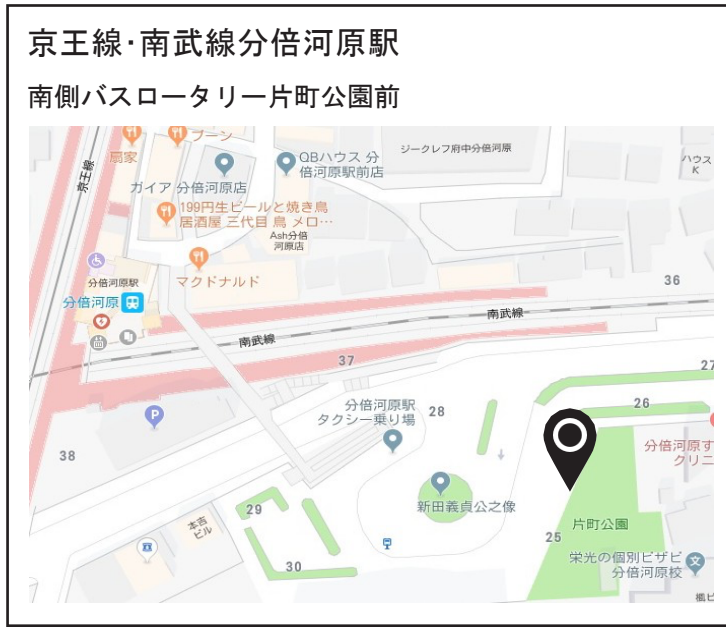 京王線･南武線分倍河原駅
南側バスロータリー片町公園前
扇家
ブーン
QBハウス 分
倍河原駅前店
ジークレフ府中分倍河原
ハウス
K
京王線
ガイア 分倍河原店
199円生ビールと焼き鳥
居酒屋 三代目 鳥 メロ…
Ash分倍
河原店
マクドナルド
分倍河原駅
分倍河原
36
南武線
南武線
37
27
分倍河原駅
タクシー乗り場
28
26
P
38
分倍河原す
クリニ
新田義貞公之像
29
本吉
ビル
25
片町公園
30
栄光の個別ビザビ
分倍河原校
文
楓ビ